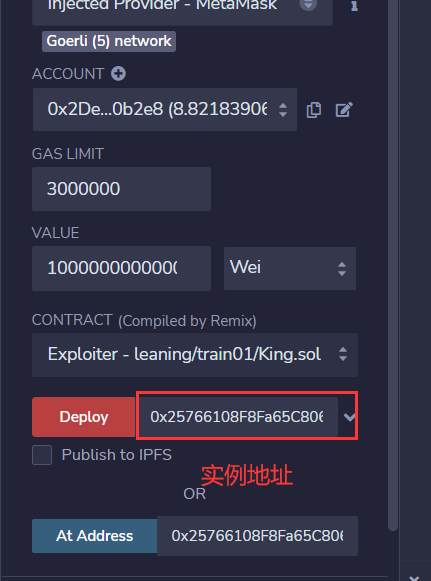 Injected Provider - MetaMask
Goerli (5) network
ACCOUNT
0x2De...0b2e8 (8.82183906
GAS LIMIT
3000000
VALUE
1000000000000
Wei
CONTRACT (Compiled by Remix)
Exploiter - leaning/train01/King.sol
Deploy
0x25766108F8Fa65C806
Publish to IPFS
实例地址
OR
At Address
0x25766108F8Fa65C806